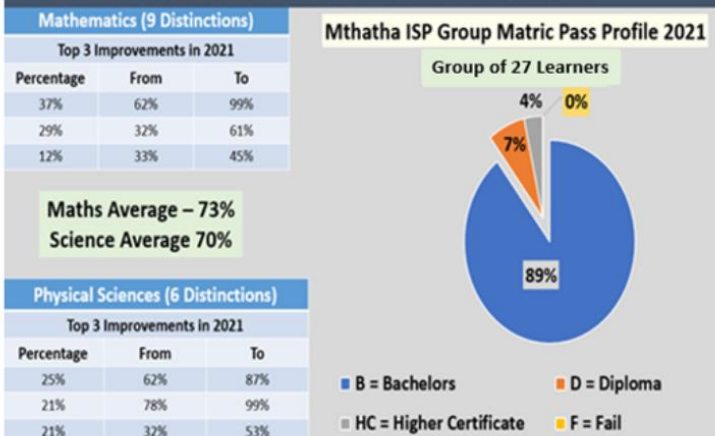 Mathematics (9 Distinctions)
Top 3 Improvements in 2021
Percentage From To
37% 62% 99%
29% 32% 61%
12% 33% 45%
Maths Average – 73%
Science Average 70%
Physical Sciences (6 Distinctions)
Top 3 Improvements in 2021
Percentage From To
25% 62% 87%
21% 78% 99%
21% 32% 53%
Mthatha ISP Group Matric Pass Profile 2021
Group of 27 Learners
4% 0%
7%
89%
B = Bachelors D = Diploma
HC = Higher Certificate F = Fail